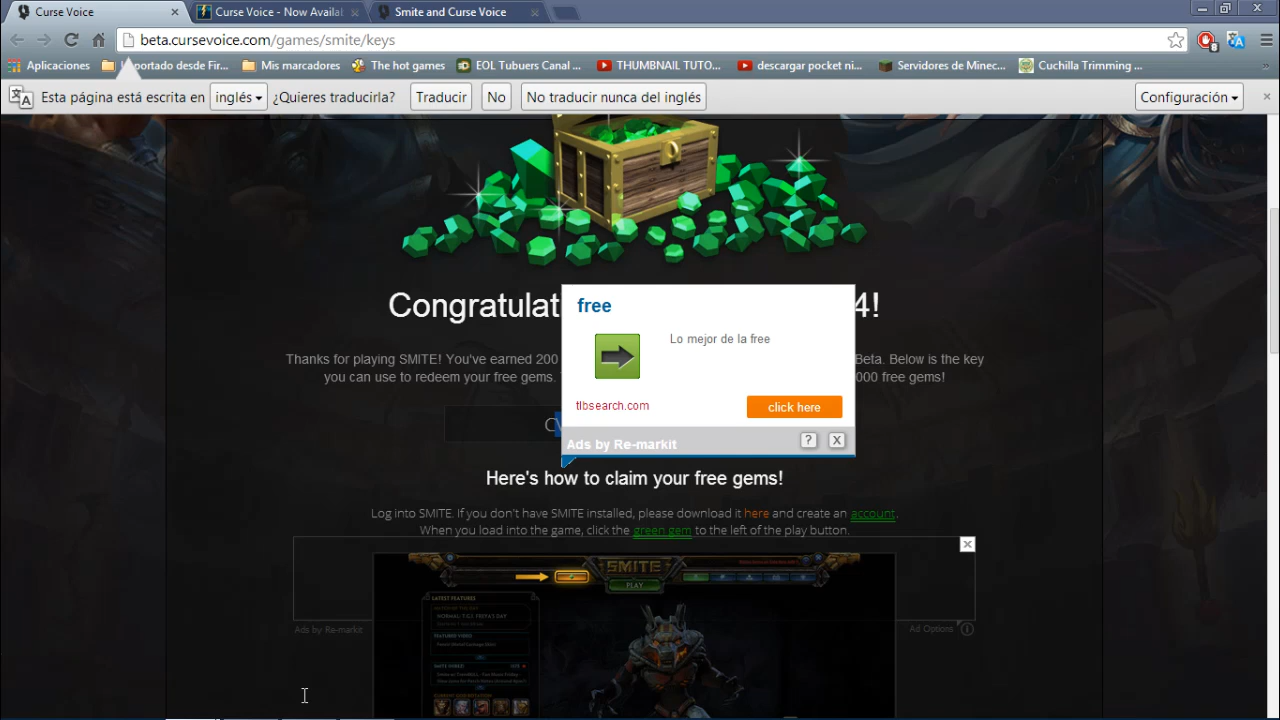 Curse Voice
Curse Voice - Now Availal
Smite and Curse Voice
beta.cursevoice.com/games/smite/keys
8
Aplicaciones
Importado desde Fir...
Mis marcadores
The hot games
EOL Tubuers Canal ...
THUMBNAIL TUTO...
descargar pocket ni...
Servidores de Minec...
Cuchilla Trimming ...
»
Esta página está escrita en
inglés
¿Quieres traducirla?
Traducir
No
No traducir nunca del inglés
Configuración
Congratulat
4!
free
Lo mejor de la free
Thanks for playing SMITE! You've earned 200
Beta. Below is the key
you can use to redeem your free gems.
000 free gems!
tlbsearch.com
click here
Ads by Re-markit
?
X
Here's how to claim your free gems!
Log into SMITE. If you don't have SMITE installed, please download it here and create an account.
When you load into the game, click the green gem to the left of the play button.
SMITE
PLAY
LATEST FEATURES
Ads by Re-markit
Ad Options